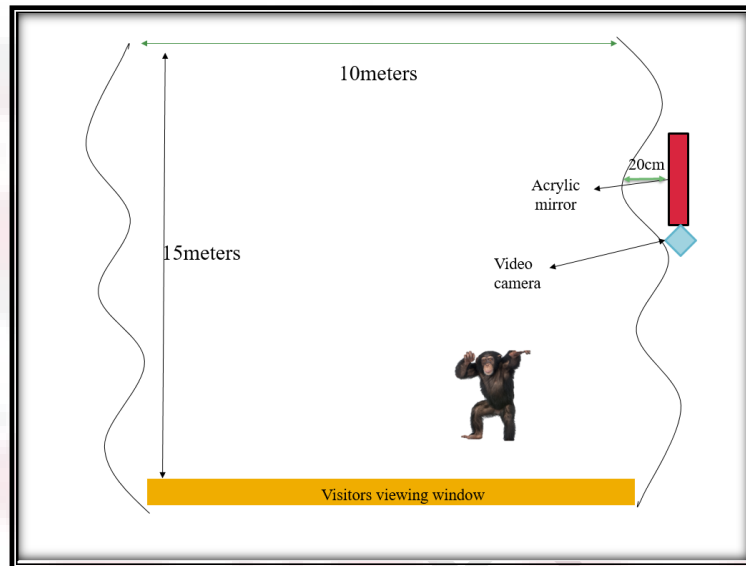 10meters
20cm
Acrylic
mirror
15meters
Video
camera
Visitors viewing window